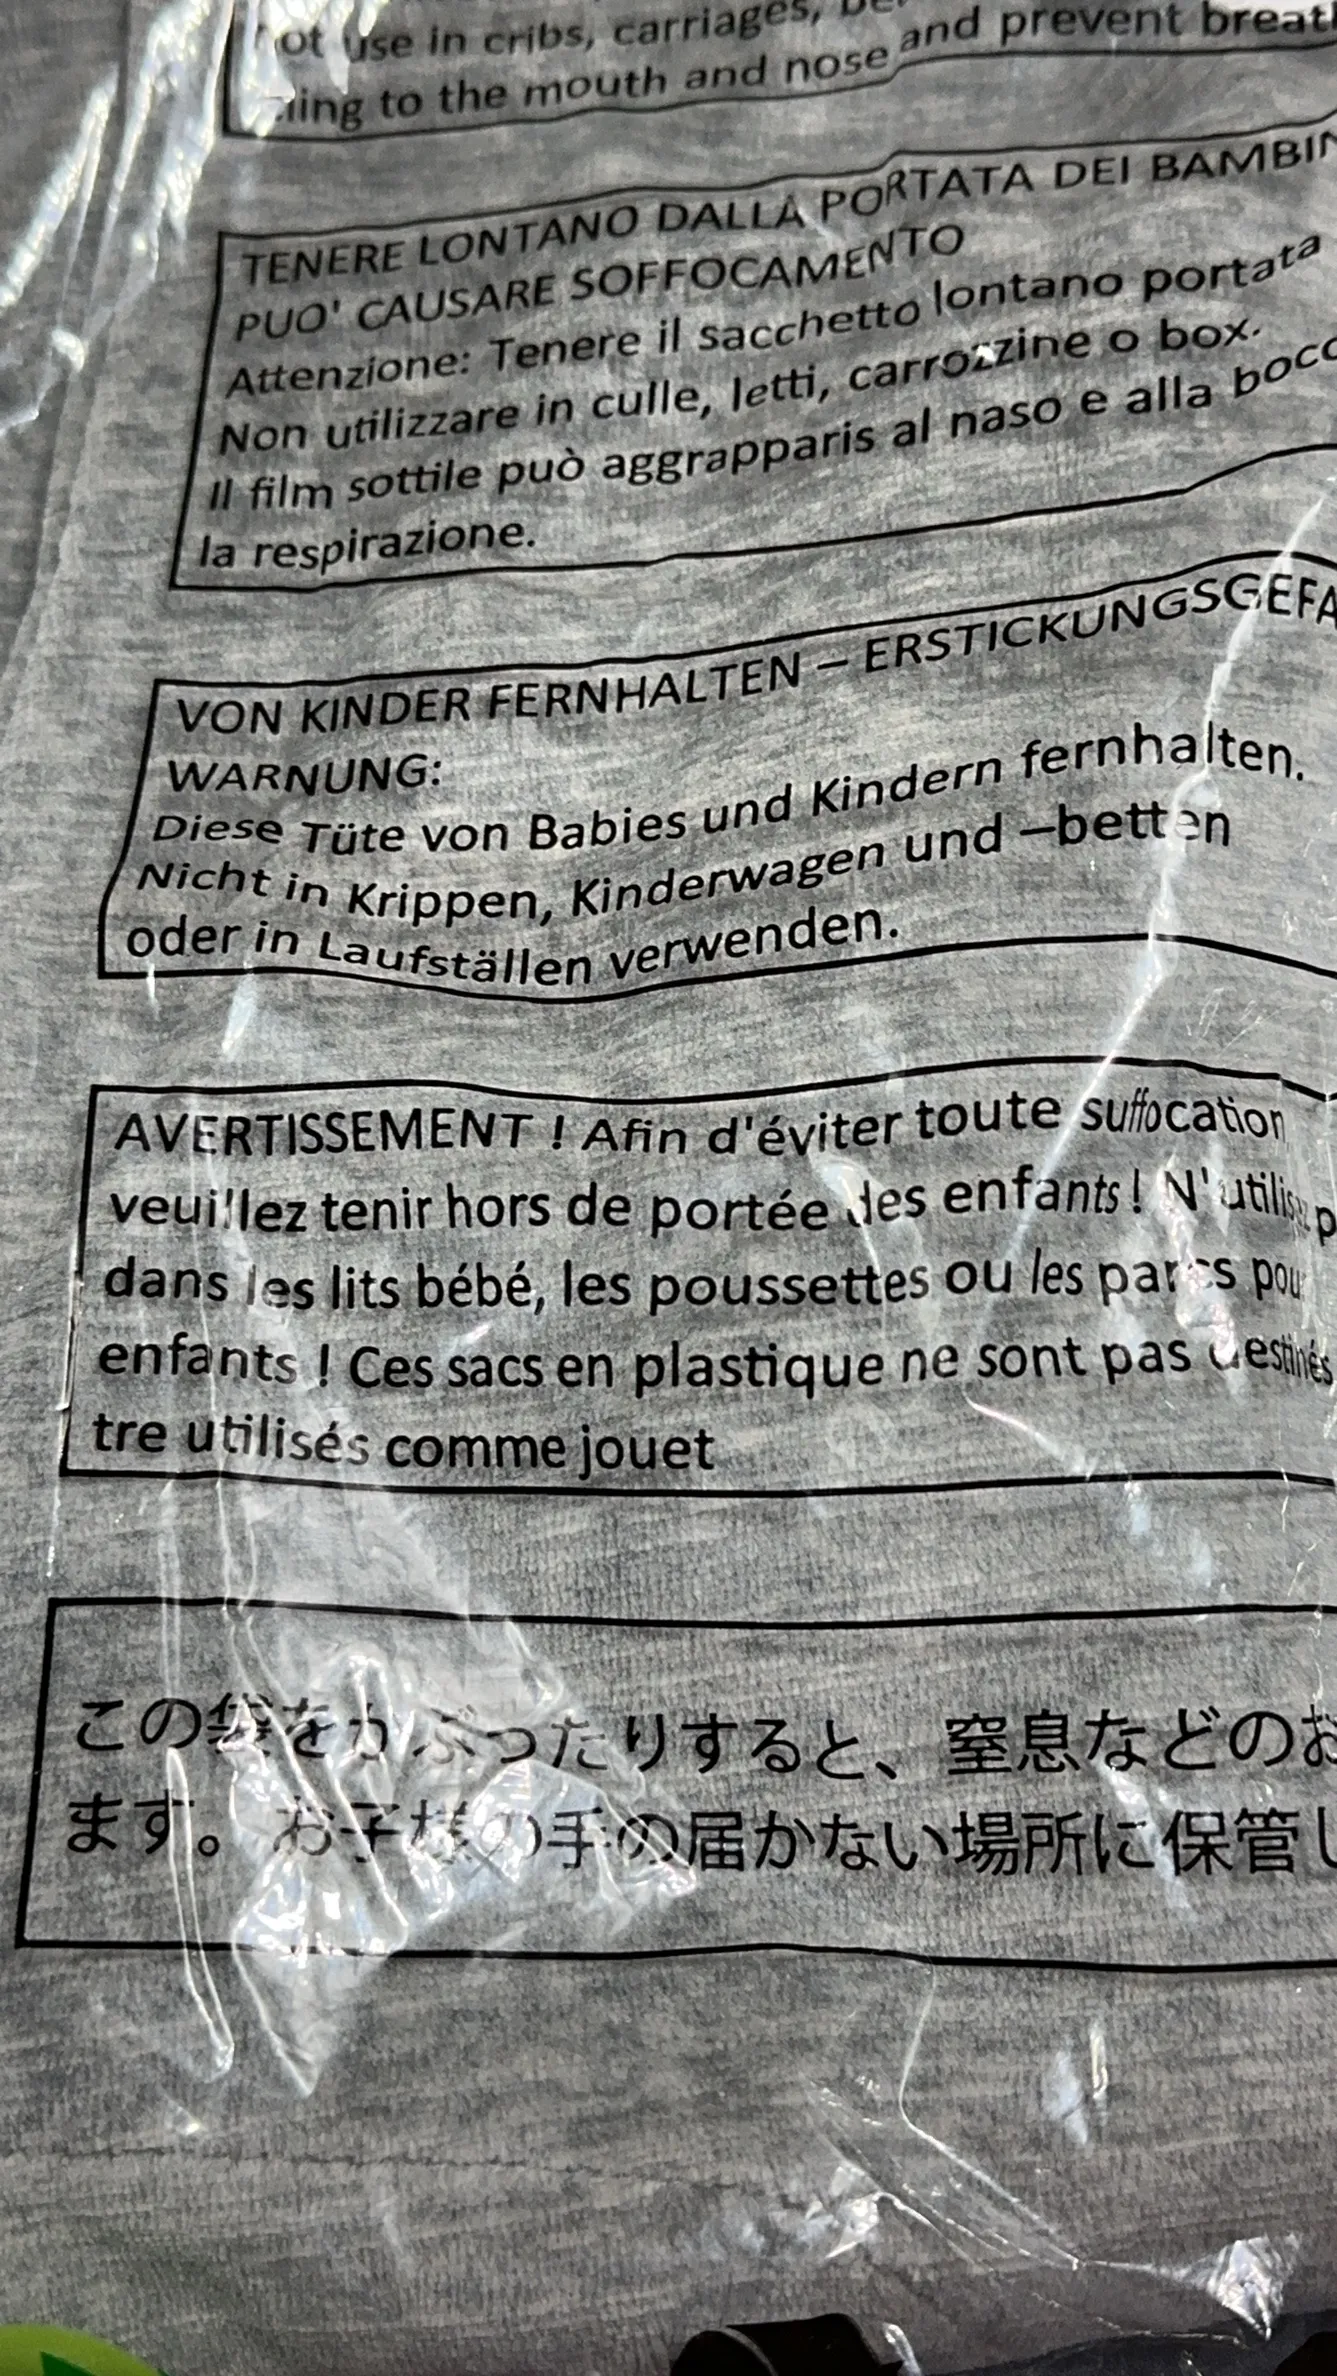 use in cribs, carriages,
to the mouth and nose and prevent
TENERE LONTANO DALLA PORTATA DEI
PUO' CAUSARE SOFFOCAMENTO
Attenzione: Tenere il sacchetto lontano portata
Non utilizzare in culle, letti, carrozzine o box.
Il film sottile può aggrapparis al naso e alla
la respirazione.
VON KINDER FERNHALTEN –
WARNUNG:
Diese Tüte von Babies und Kindern fernhalten.
Nicht in Krippen, Kinderwagen und –betten
oder in Laufställen verwenden.
AVERTISSEMENT ! Afin d'éviter toute suffocation
veuillez tenir hors de portée des enfants ! N'utilisez
dans les lits bébé, les poussettes ou les parcs pour
enfants ! Ces sacs en plastique ne sont pas destinés
tre utilisés comme jouet
この袋をかぶったりすると、窒息などのお
ます。お子様の手の届かない場所に保管し